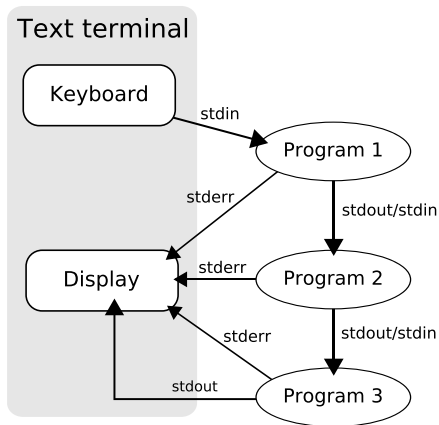 Text terminal
Keyboard
stdin
Program 1
stderr
stdout/stdin
Display
stderr
Program 2
stderr
stdout/stdin
stdout
Program 3